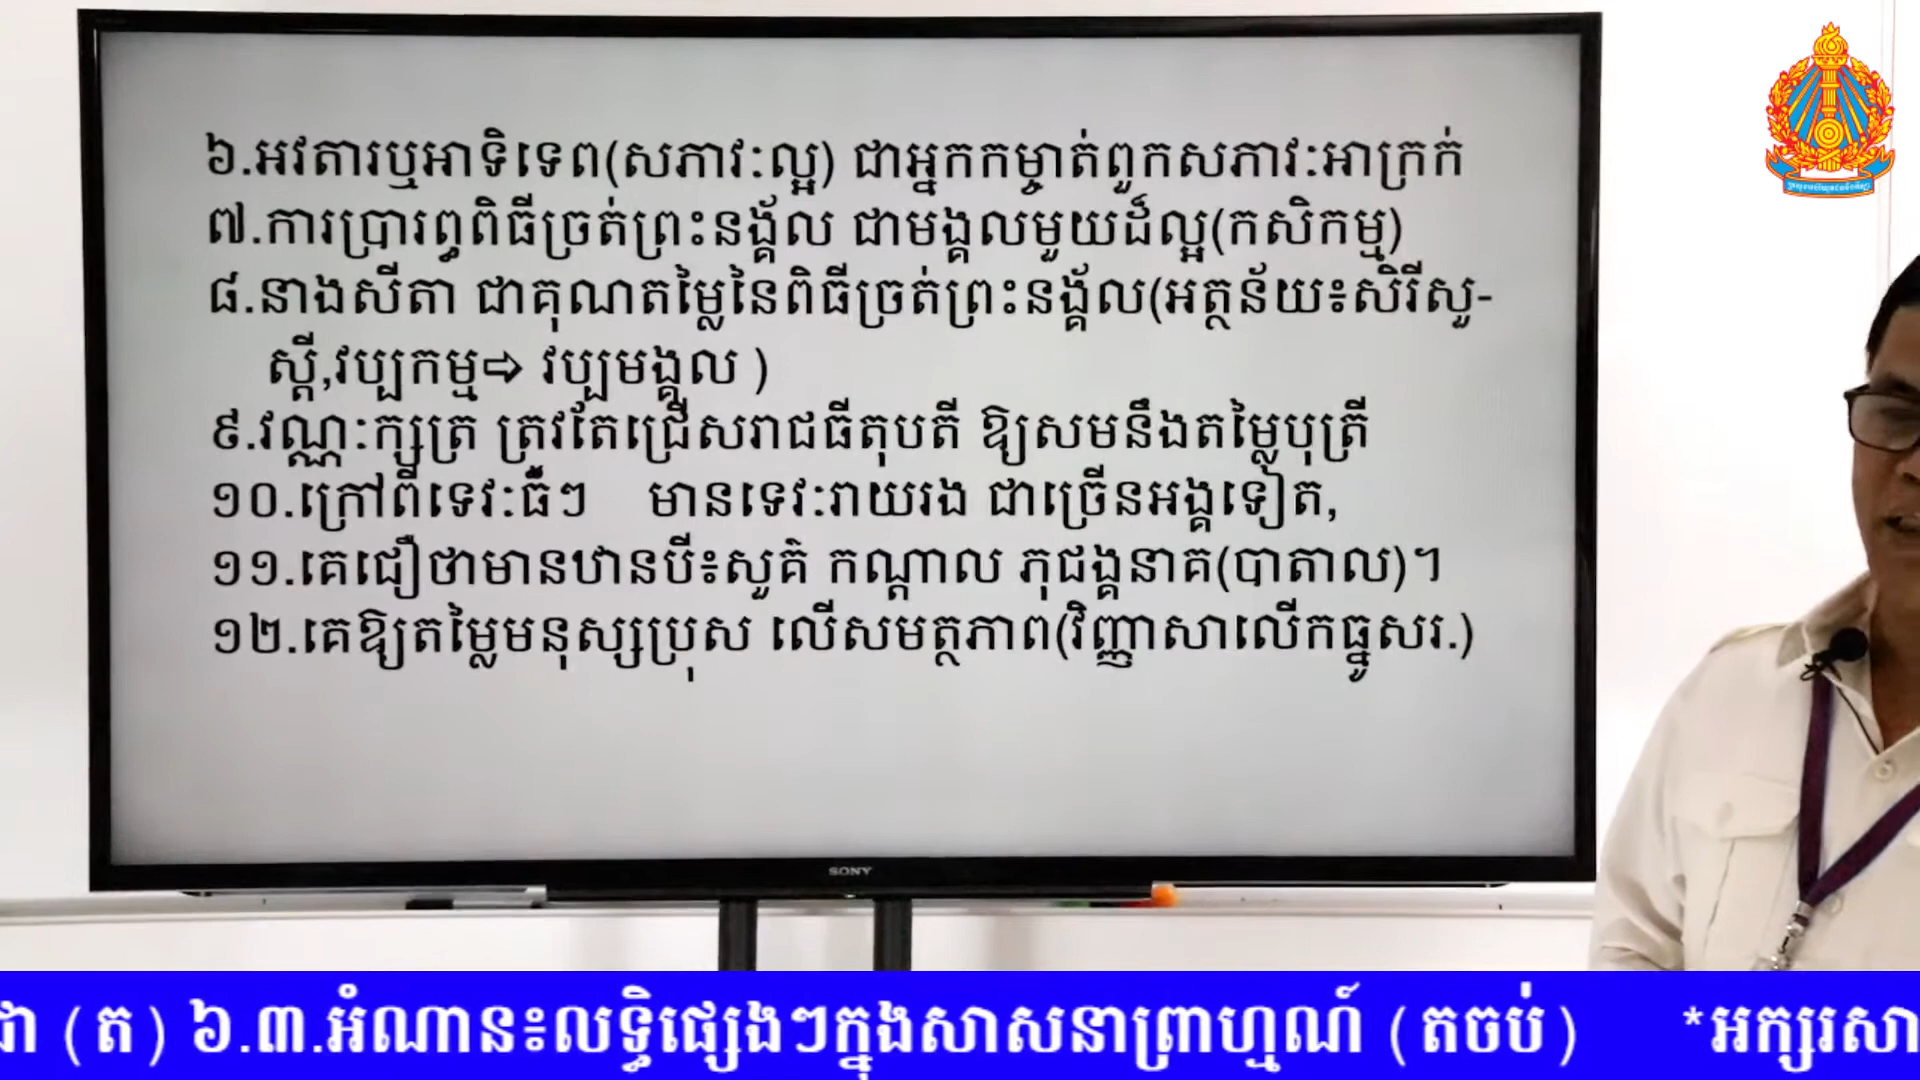 ៦.អវតារឬអាទិទេព(សភាវៈល្អ) ជាអ្នកកម្ចាត់ពួកសភាវៈអាក្រក់
៧.ការប្រារព្ធពិធីច្រត់ព្រះនង្គ័ល ជាមង្គលមួយដ៏ល្អ(កសិកម្ម)
៨.នាងសីតា ជាគុណតម្លៃនៃពិធីច្រត់ព្រះនង្គ័ល(អត្ថន័យ៖សិរីសួ-
ស្តី,វប្បកម្ម⇨ វប្បមង្គល )
៩.វណ្ណៈក្សត្រ ត្រូវតែជ្រើសរាជធីតុបតី ឱ្យសមនឹងតម្លៃបុត្រី
១០.ក្រៅពីទេវៈធំៗ មានទេវៈរាយរង ជាច្រើនអង្គទៀត,
១១.គេជឿថាមានឋានបី៖សួគ៌ កណ្តាល ភុជង្គនាគ(បាតាល)។
១២.គេឱ្យតម្លៃមនុស្សប្រុស លើសមត្ថភាព(វិញ្ញាសាលើកធ្នូសរ.)
SONY
ជា (ត) ៦.៣.អំណាន៖លទ្ធិផ្សេងៗក្នុងសាសនាព្រាហ្មណ៍ (តចប់) *អក្សរសា